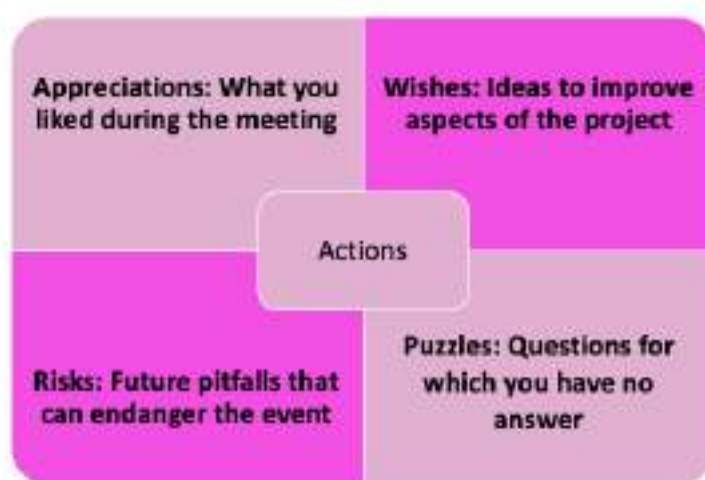 Appreciations: What you
liked during the meeting
Wishes: Ideas to improve
aspects of the project
Actions
Risks: Future pitfalls that
can endanger the event
Puzzles: Questions for
which you have no
answer